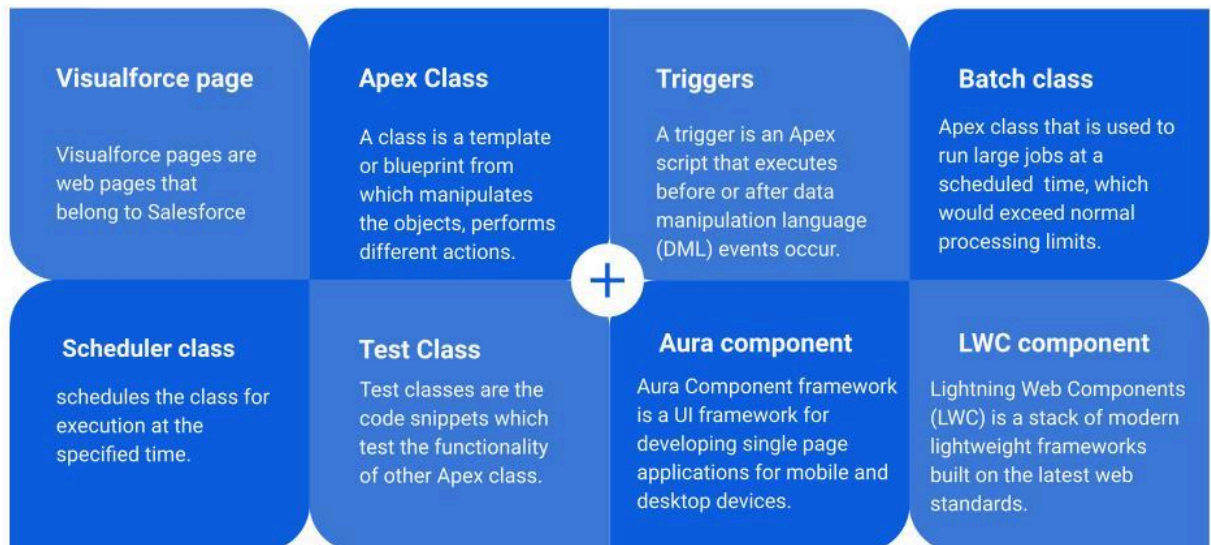 Visualforce page
Visualforce pages are
web pages that
belong to Salesforce
Apex Class
A class is a template
or blueprint from
which manipulates
the objects, performs
different actions.
Triggers
A trigger is an Apex
script that executes
before or after data
manipulation language
(DML) events occur.
Batch class
Apex class that is used to
run large jobs at a
scheduled time, which
would exceed normal
processing limits.
Scheduler class
schedules the class for
execution at the
specified time.
Test Class
Test classes are the
code snippets which
test the functionality
of other Apex class.
Aura component
Aura Component framework
is a UI framework for
developing single page
applications for mobile and
desktop devices.
LWC component
Lightning Web Components
(LWC) is a stack of modern
lightweight frameworks
built on the latest web
standards.